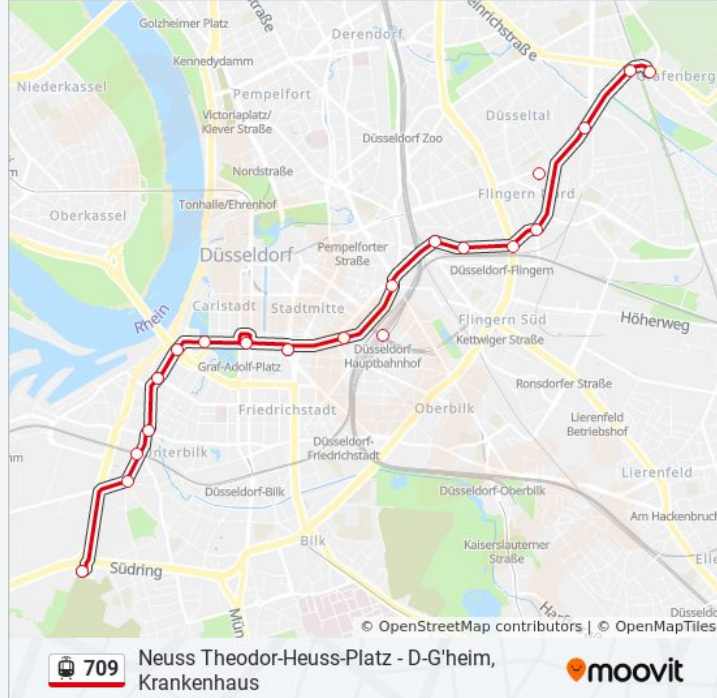 Golzheimer Platz
Derendorf
Heinrichstraße
Kennedydamm
Niederkassel
Grafenberg
Pempelfort
Düsseltal
Victoriaplatz/
Klever Straße
Düsseldorf Zoo
Nordstraße
Flingern Nord
Tonhalle/Ehrenhof
Oberkassel
Pempelforter
Straße
Düsseldorf
Düsseldorf-Flingern
Carlstadt
Stadtmitte
Rhein
Flingern Süd
Höherweg
Kettwiger Straße
Düsseldorf
Hauptbahnhof
Graf-Adolf-Platz
Ronsdorfer Straße
Friedrichstadt
Oberbilk
Lierenfeld
Betriebshof
Düsseldorf-
Friedrichstadt
Unterbilk
Lierenfeld
Düsseldorf-Bilk
Düsseldorf-Oberbilk
Am Hackenbruch
Bilk
Kaiserslauterner
Straße
Südring
© OpenStreetMap contributors | © OpenMapTiles
709
Neuss Theodor-Heuss-Platz - D-G'heim,
Krankenhaus
moovit